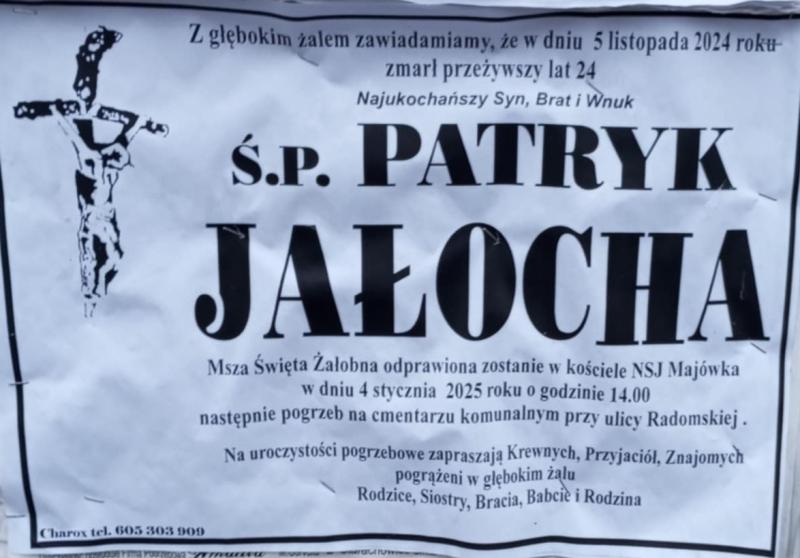 Z głębokim żalem zawiadamiamy, że w dniu 5 listopada 2024 roku
zmarł przeżywszy lat 24
Najukochańszy Syn, Brat i Wnuk
Ś.P. PATRYK
JAŁOCHA
Msza Święta Żałobna odprawiona zostanie w kościele NSJ Majówka
w dniu 4 stycznia 2025 roku o godzinie 14.00
następnie pogrzeb na cmentarzu komunalnym przy ulicy Radomskiej .
Na uroczystości pogrzebowe zapraszają Krewnych, Przyjaciół, Znajomych
pogrążeni w głębokim żalu
Rodzice, Siostry, Bracia, Babcie i Rodzina
Charox tel. 605 303 909